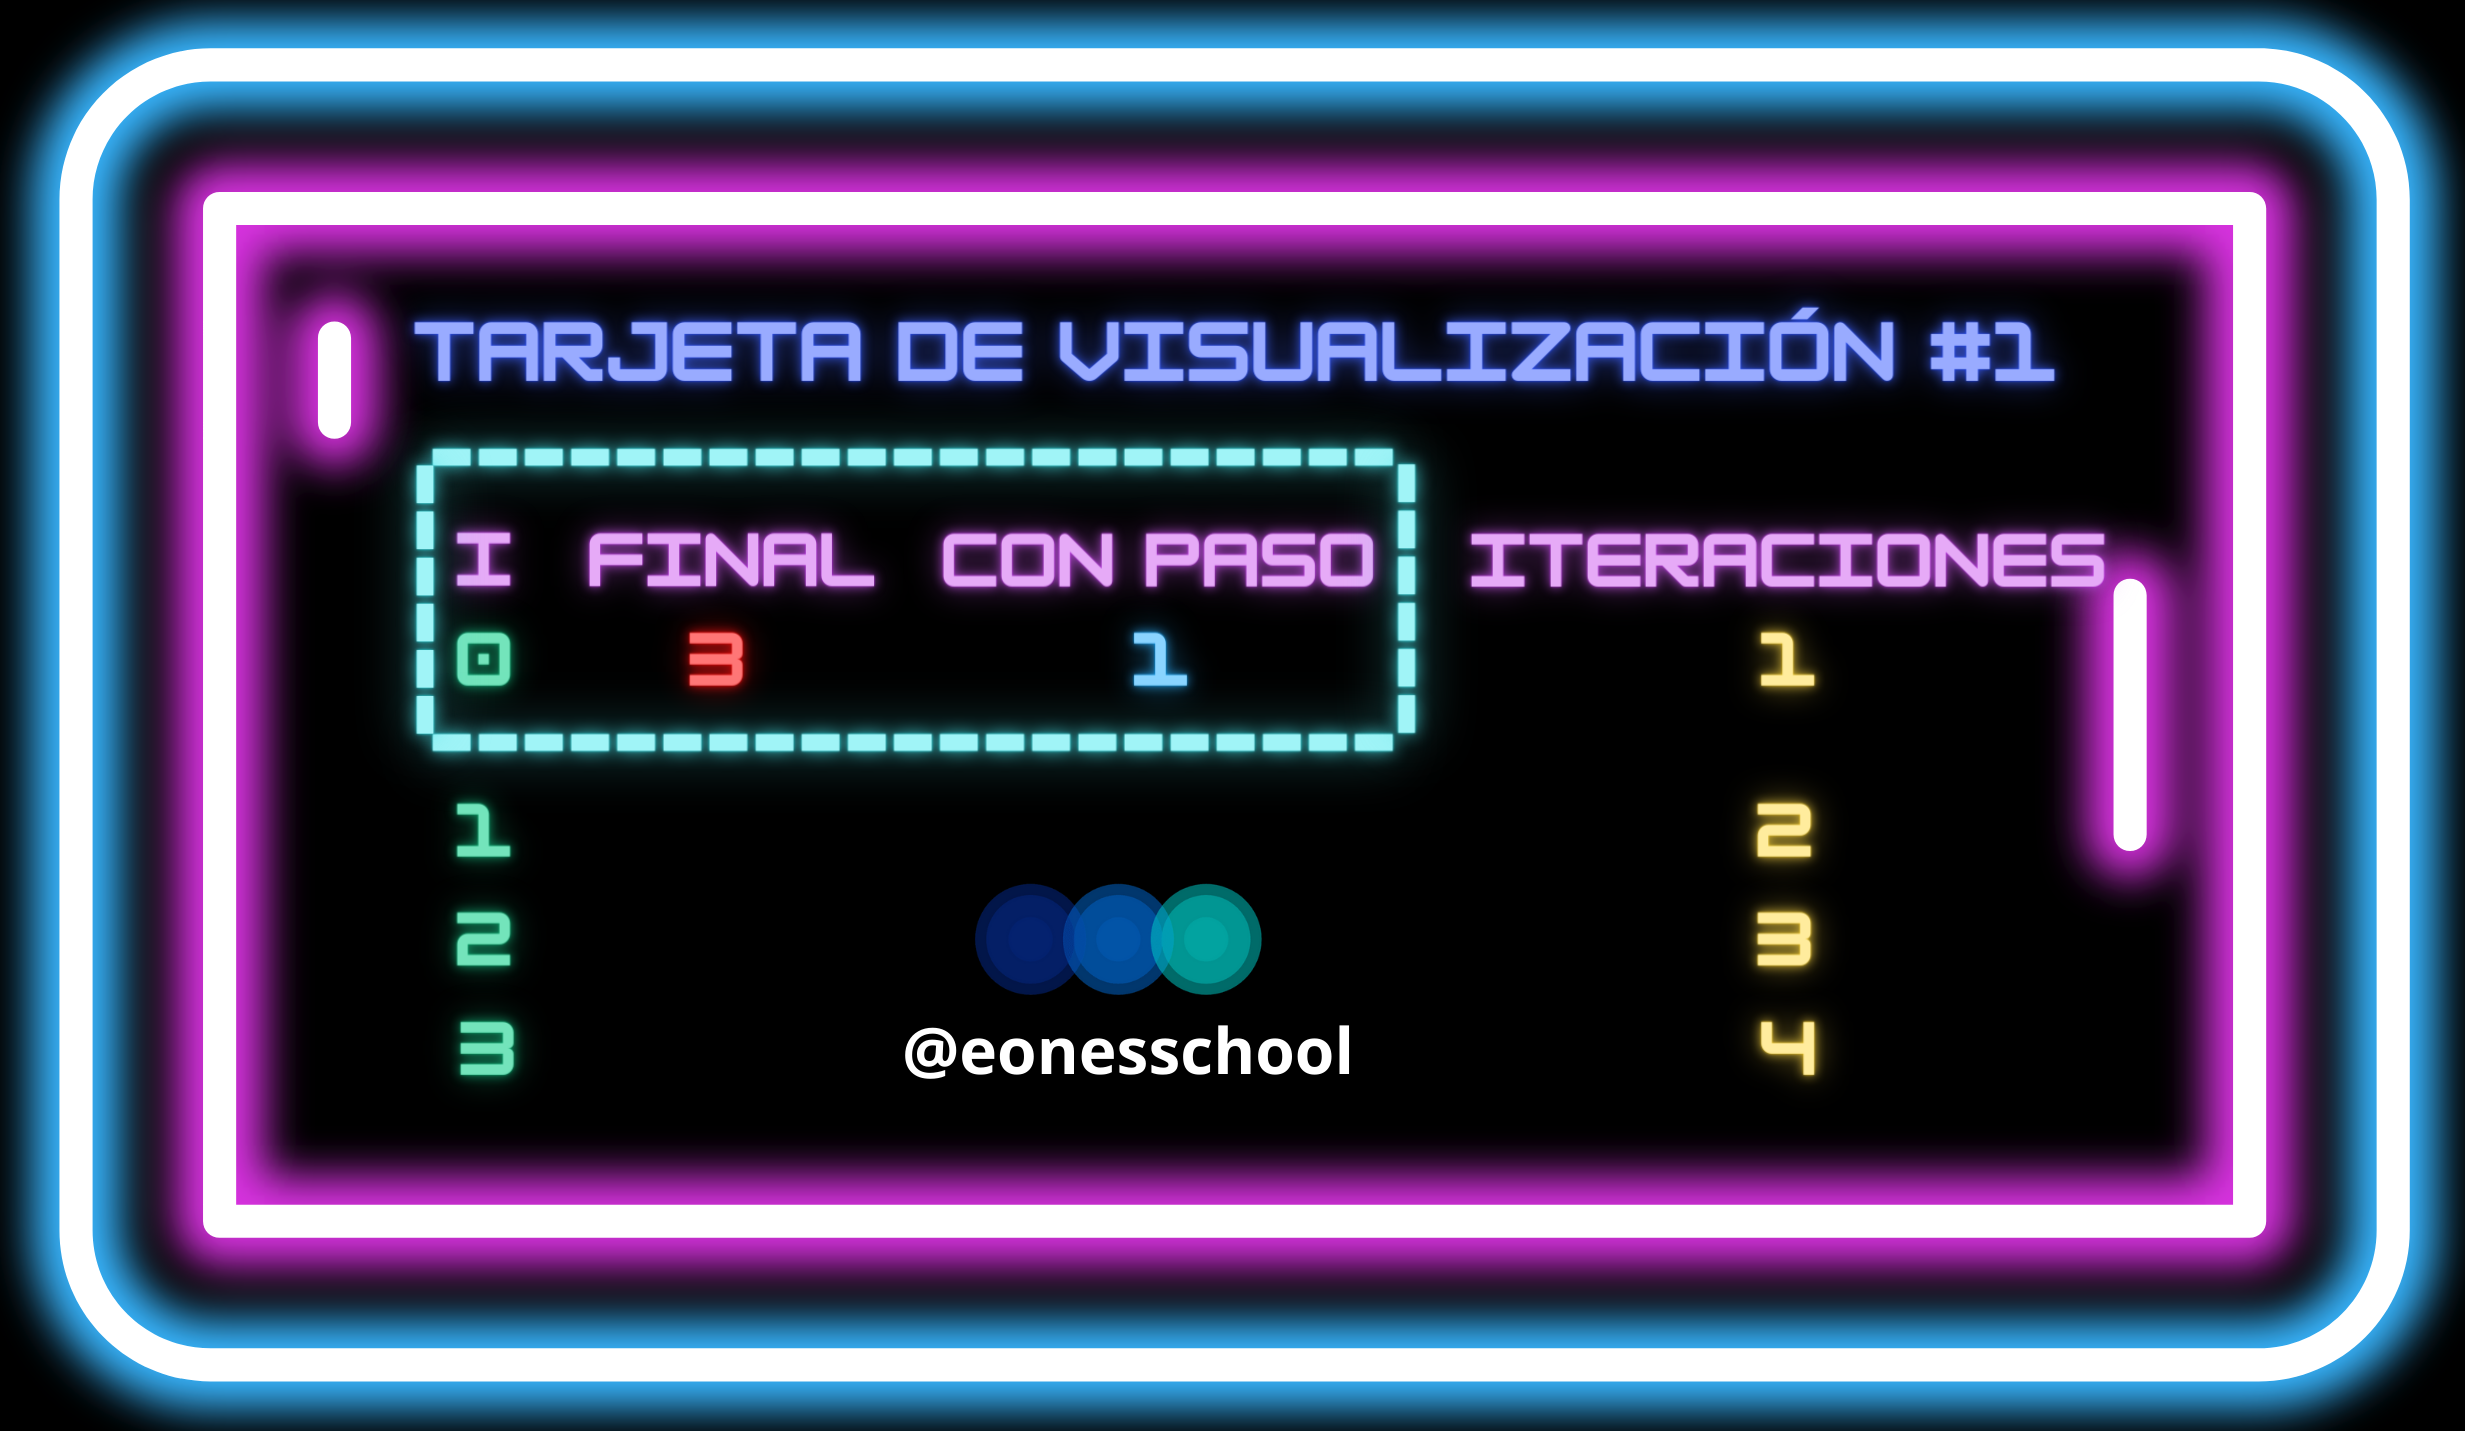 TARJETA DE VISUALIZACIÓN #1
I FINAL CON PASO ITERACIONES
0 3 1 1
1 2
2 3
3 4
@eonesschool